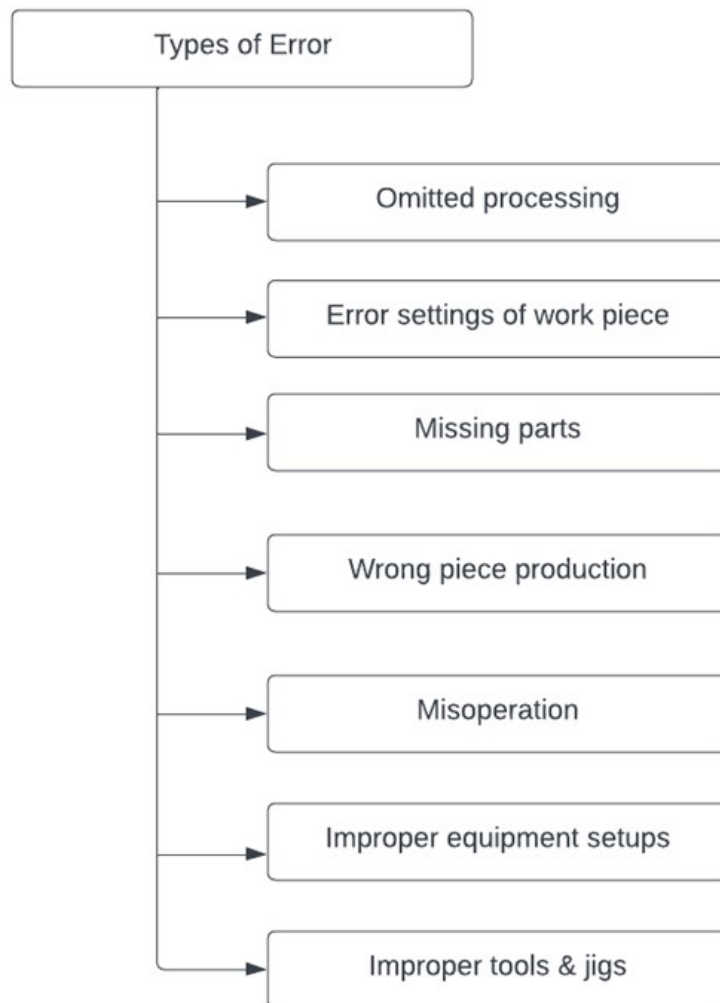 Types of Error
Omitted processing
Error settings of work piece
Missing parts
Wrong piece production
Misoperation
Improper equipment setups
Improper tools & jigs